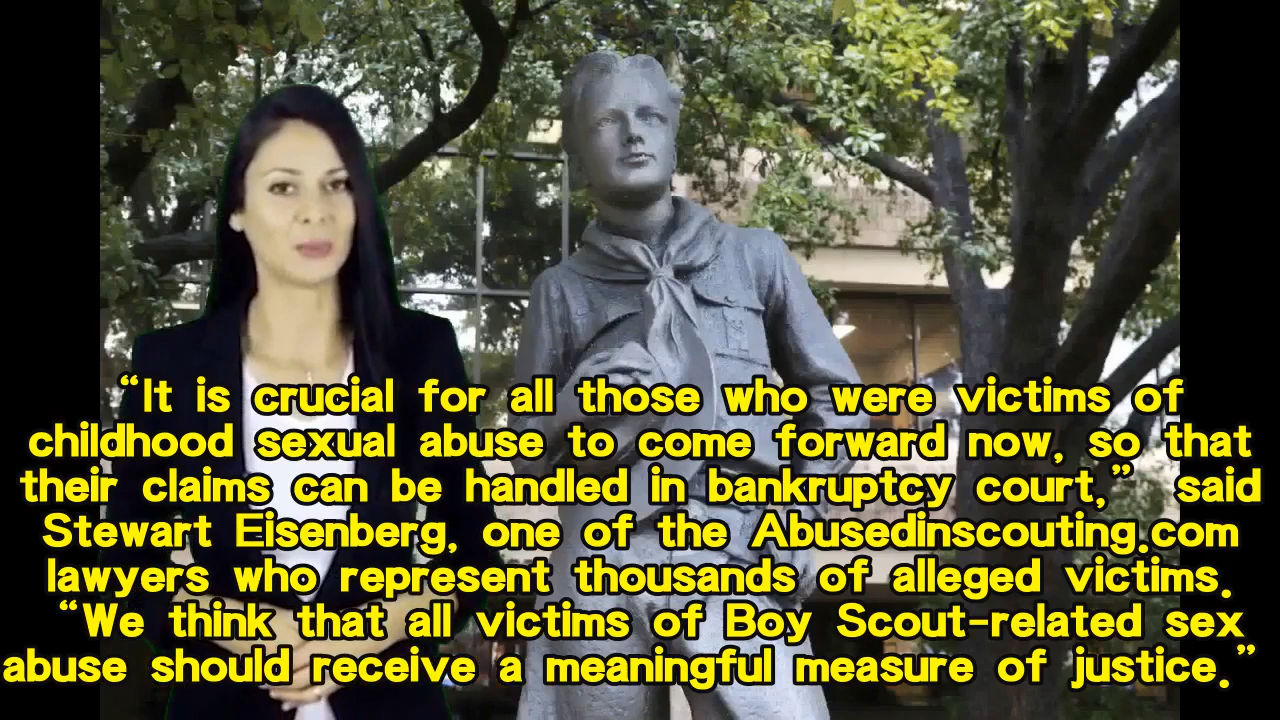 “It is crucial for all those who were victims of
childhood sexual abuse to come forward now, so that
their claims can be handled in bankruptcy court,” said
Stewart Eisenberg, one of the Abusedinscouting.com
lawyers who represent thousands of alleged victims.
“We think that all victims of Boy Scout-related sex
abuse should receive a meaningful measure of justice.”